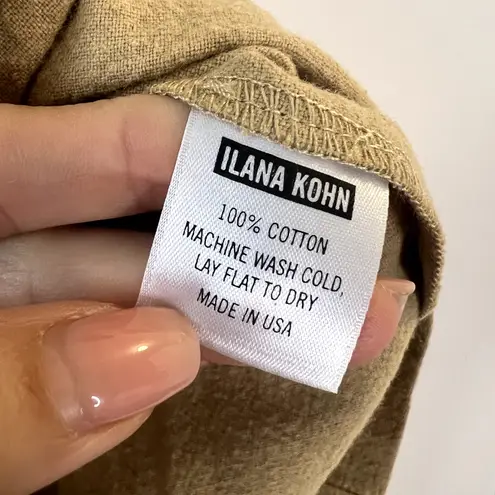 ILANA KOHN
100% COTTON
MACHINE WASH COLD,
LAY FLAT TO DRY
MADE IN USA